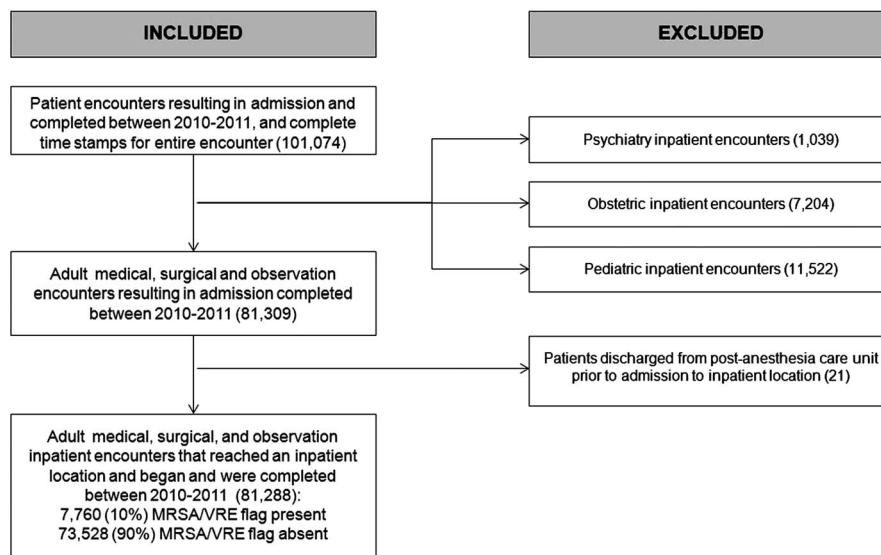 INCLUDED
EXCLUDED
Patient encounters resulting in admission and
completed between 2010-2011, and complete
time stamps for entire encounter (101,074)
Psychiatry inpatient encounters (1,039)
Obstetric inpatient encounters (7,204)
Pediatric inpatient encounters (11,522)
Adult medical, surgical and observation
encounters resulting in admission completed
between 2010-2011 (81,309)
Patients discharged from post-anesthesia care unit
prior to admission to inpatient location (21)
Adult medical, surgical, and observation
inpatient encounters that reached an inpatient
location and began and were completed
between 2010-2011 (81,288):
7,760 (10%) MRSA/VRE flag present
73,528 (90%) MRSA/VRE flag absent